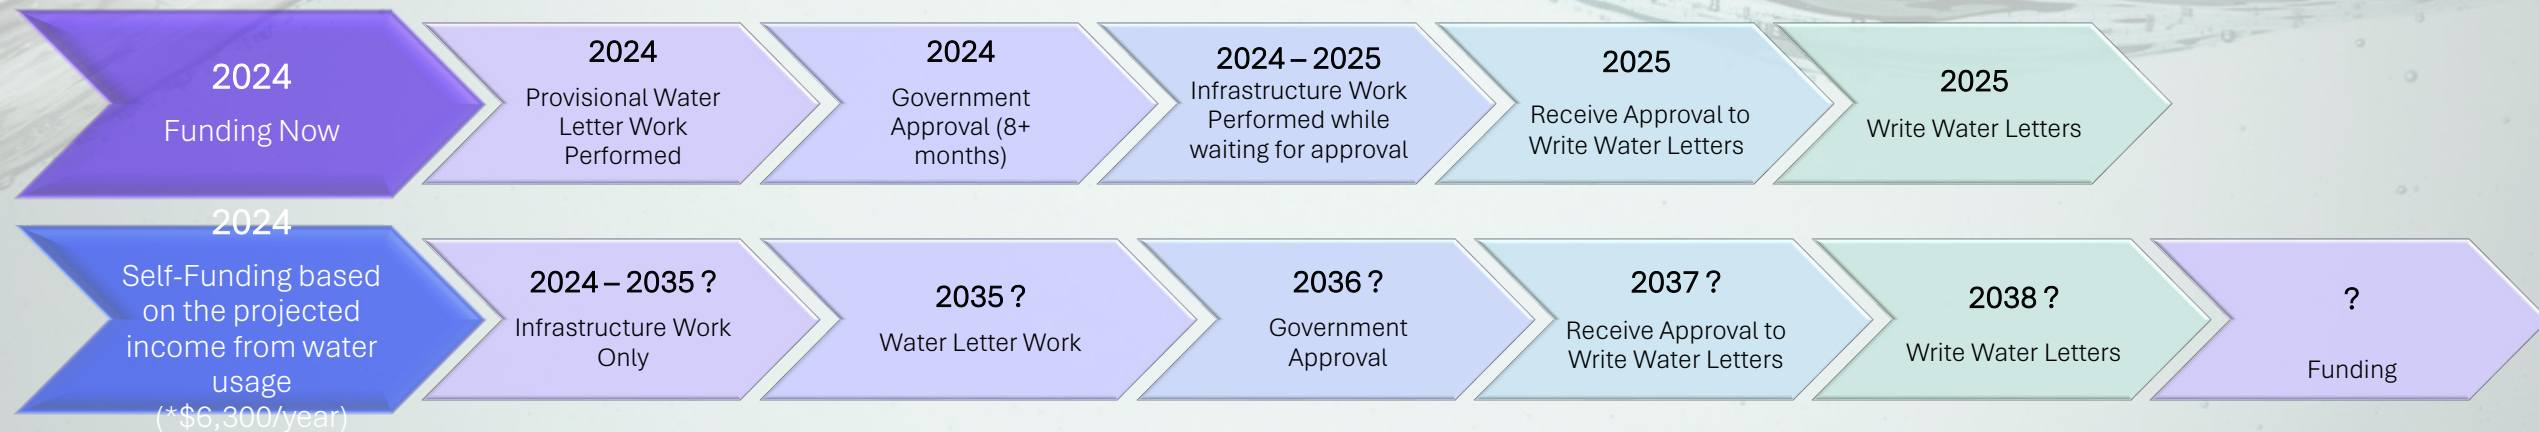 2024
Funding Now
2024
Provisional Water
Letter Work
Performed
2024
Government
Approval (8+
months)
2024 – 2025
Infrastructure Work
Performed while
waiting for approval
2025
Receive Approval to
Write Water Letters
2025
Write Water Letters
2024
Self-Funding based
on the projected
income from water
usage
(*$6,300/year)
2024 – 2035 ?
Infrastructure Work
Only
2035 ?
Water Letter Work
2036 ?
Government
Approval
2037 ?
Receive Approval to
Write Water Letters
2038 ?
Write Water Letters
?
Funding